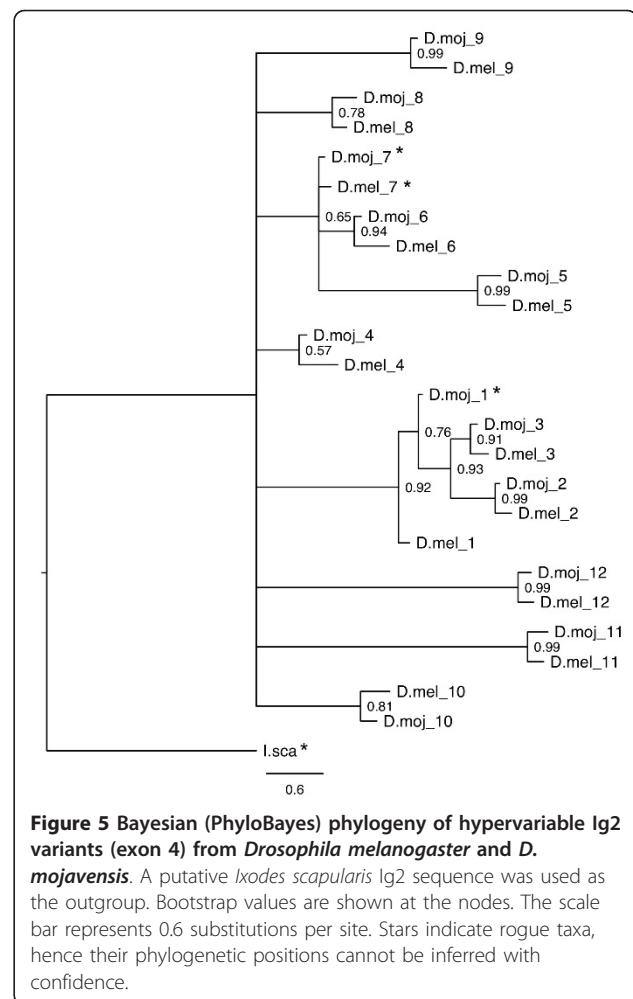 D.moj_9
0.99
D.mel_9
D.moj_8
0.78
D.mel_8
D.moj_7 *
D.mel_7 *
0.65
D.moj_6
0.94
D.mel_6
D.moj_5
0.99
D.mel_5
D.moj_4
0.57
D.mel_4
D.moj_1 *
D.moj_3
0.76
0.91
D.mel_3
0.93
D.moj_2
0.92
0.99
D.mel_2
D.mel_1
D.moj_12
0.99
D.mel_12
D.moj_11
0.99
D.mel_11
D.mel_10
0.81
D.moj_10
I.sca *
0.6
Figure 5 Bayesian (PhyloBayes) phylogeny of hypervariable Ig2
variants (exon 4) from Drosophila melanogaster and D.
mojavensis. A putative Ixodes scapularis Ig2 sequence was used as
the outgroup. Bootstrap values are shown at the nodes. The scale
bar represents 0.6 substitutions per site. Stars indicate rogue taxa,
hence their phylogenetic positions cannot be inferred with
confidence.